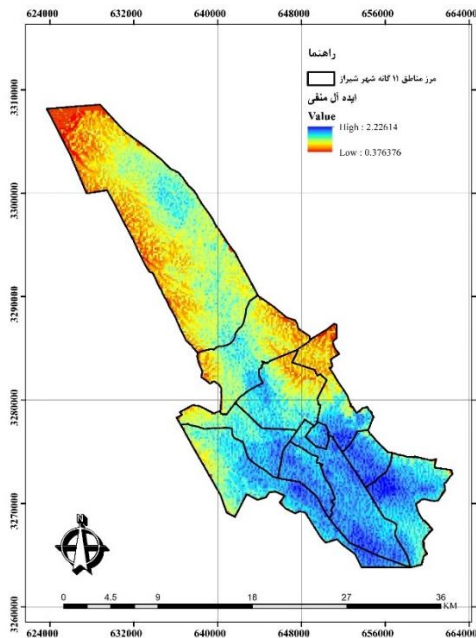 624000 632000 640000 648000 656000 664000
راهنما
مرز مناطق ۱۱ گانه شهر شیراز
ایده آل منفی
Value
High : 2.22614
Low : 0.376376
3310000
3300000
3290000
3280000
3270000
3260000
N
0 4.5 9 18 27 36
KM
624000 632000 640000 648000 656000 664000